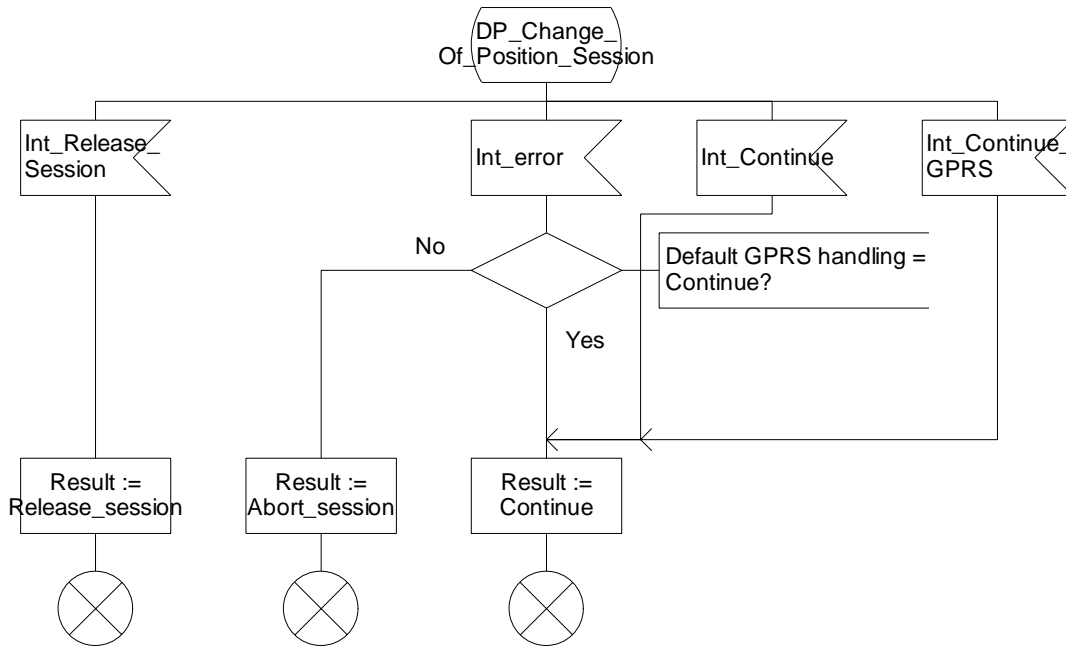 DP_Change_
Of_Position_Session
Int_Release_
Session
Int_error
Int_Continue
Int_Continue_
GPRS
No
Default GPRS handling =
Continue?
Yes
Result :=
Release_session
Result :=
Abort_session
Result :=
Continue